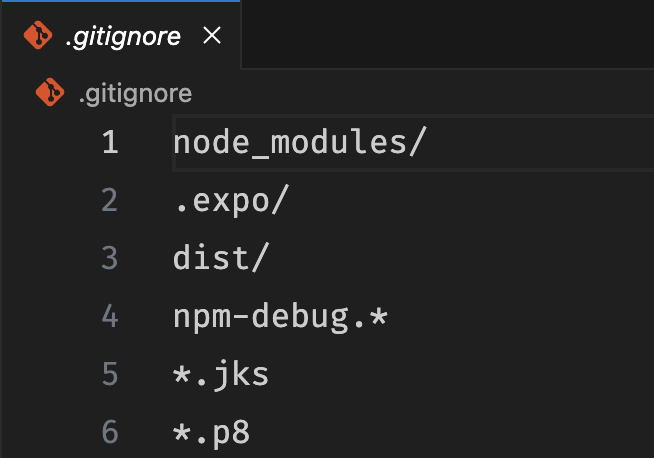 .gitignore
.gitignore
1 node_modules/
2 .expo/
3 dist/
4 npm-debug.*
5 *.jks
6 *.p8